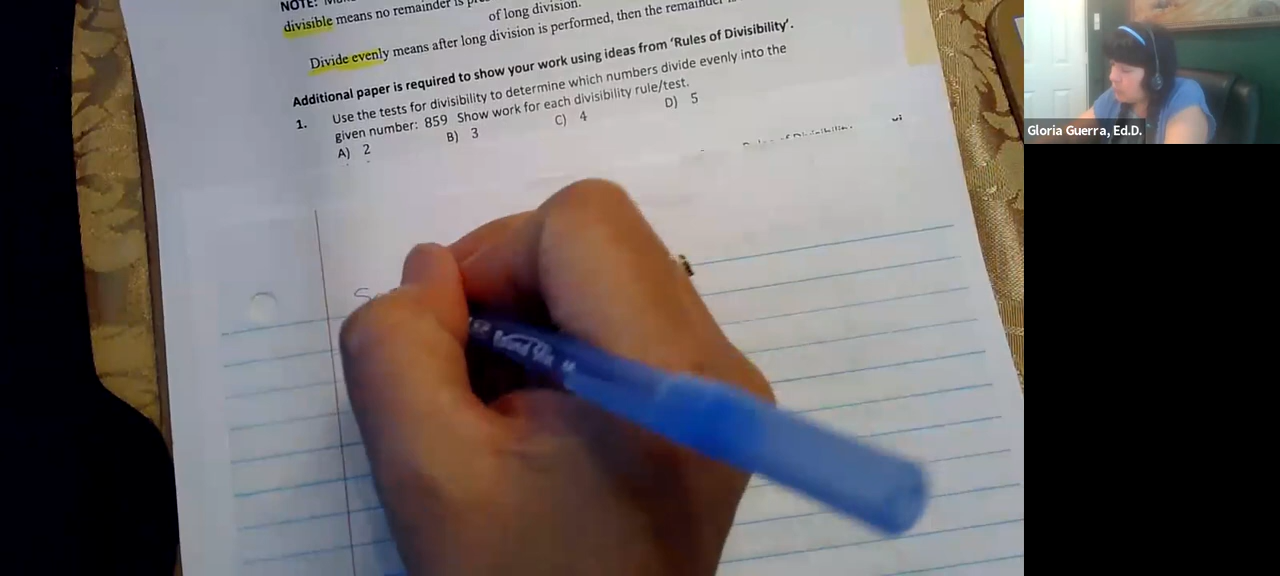 NOTE:
divisible means no remainder is
of long division.
Divide evenly means after long division is performed, then the remainder
Additional paper is required to show your work using ideas from 'Rules of Divisibility'.
1. Use the tests for divisibility to determine which numbers divide evenly into the
given number: 859 Show work for each divisibility rule/test.
A) 2 B) 3 C) 4 D) 5
Gloria Guerra, Ed.D.